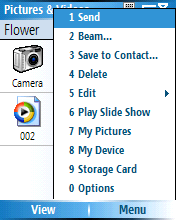 Pictures & Videos
Flower
Camera
002
1 Send
2 Beam...
3 Save to Contact...
4 Delete
5 Edit
6 Play Slide Show
7 My Pictures
8 My Device
9 Storage Card
0 Options
View Menu